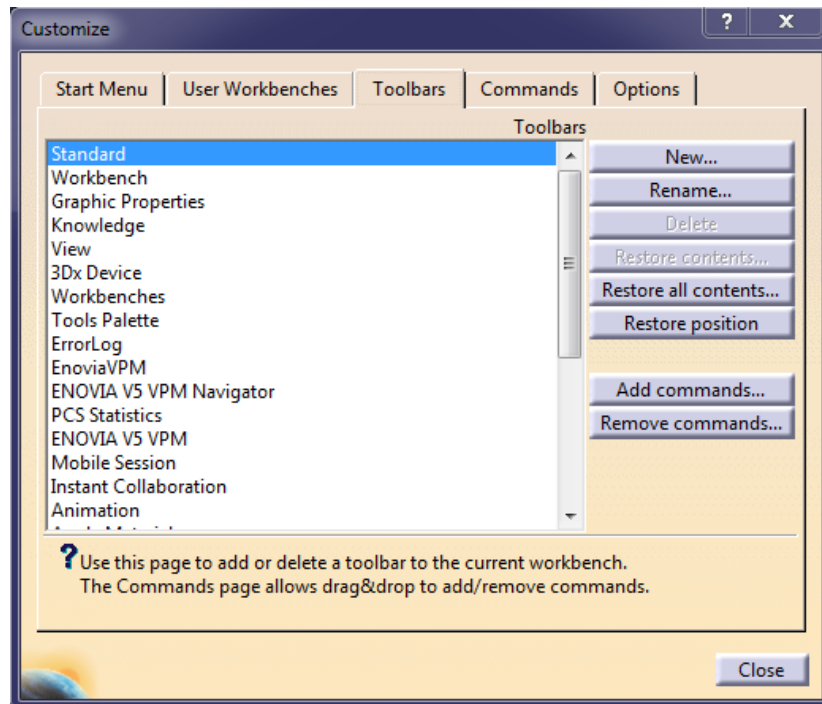 Customize
? x
Start Menu User Workbenches Toolbars Commands Options
Toolbars
Standard
Workbench
Graphic Properties
Knowledge
View
3Dx Device
Workbenches
Tools Palette
ErrorLog
EnoviaVPM
ENOVIA V5 VPM Navigator
PCS Statistics
ENOVIA V5 VPM
Mobile Session
Instant Collaboration
Animation
New...
Rename...
Delete
Restore contents...
Restore all contents...
Restore position
Add commands...
Remove commands...
? Use this page to add or delete a toolbar to the current workbench.
The Commands page allows drag&drop to add/remove commands.
Close